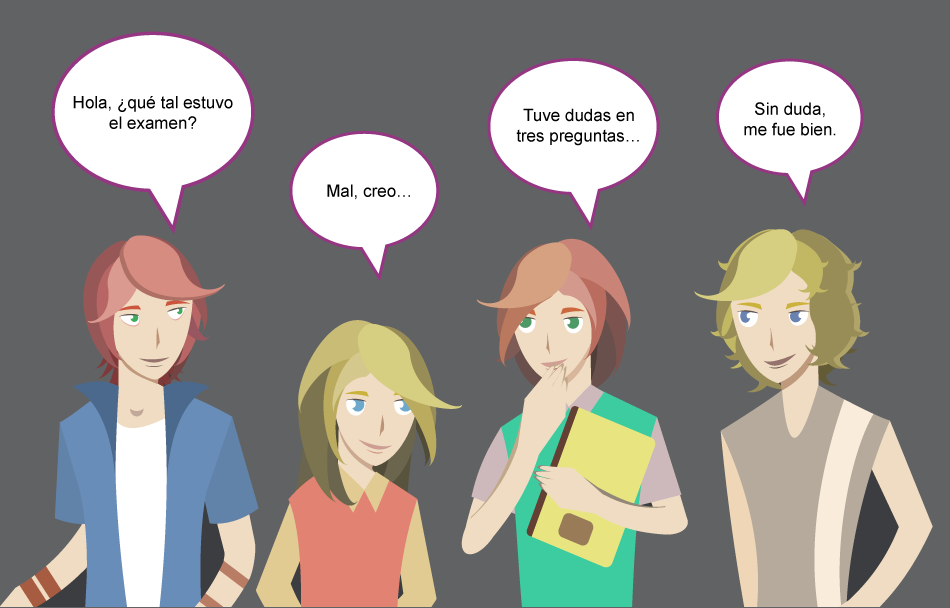 Hola, ¿qué tal estuvo
el examen?
Mal, creo…
Tuve dudas en
tres preguntas…
Sin duda,
me fue bien.